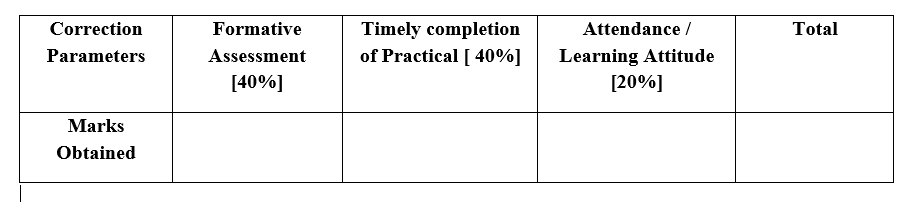 Correction Parameters
Formative Assessment [40%]
Timely completion of Practical [ 40%]
Attendance / Learning Attitude [20%]
Total
Marks Obtained